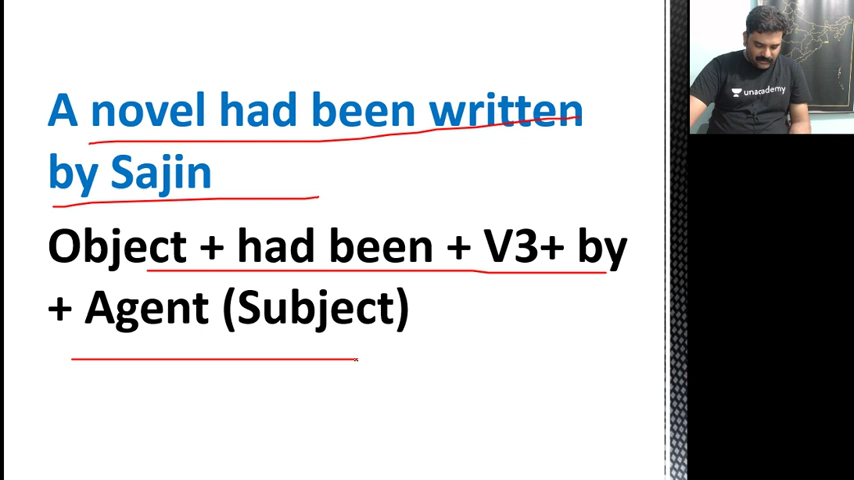 A novel had been written
by Sajin
Object + had been + V3+ by
+ Agent (Subject)
unacademy